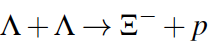 Λ + Λ → Ξ⁻ + p